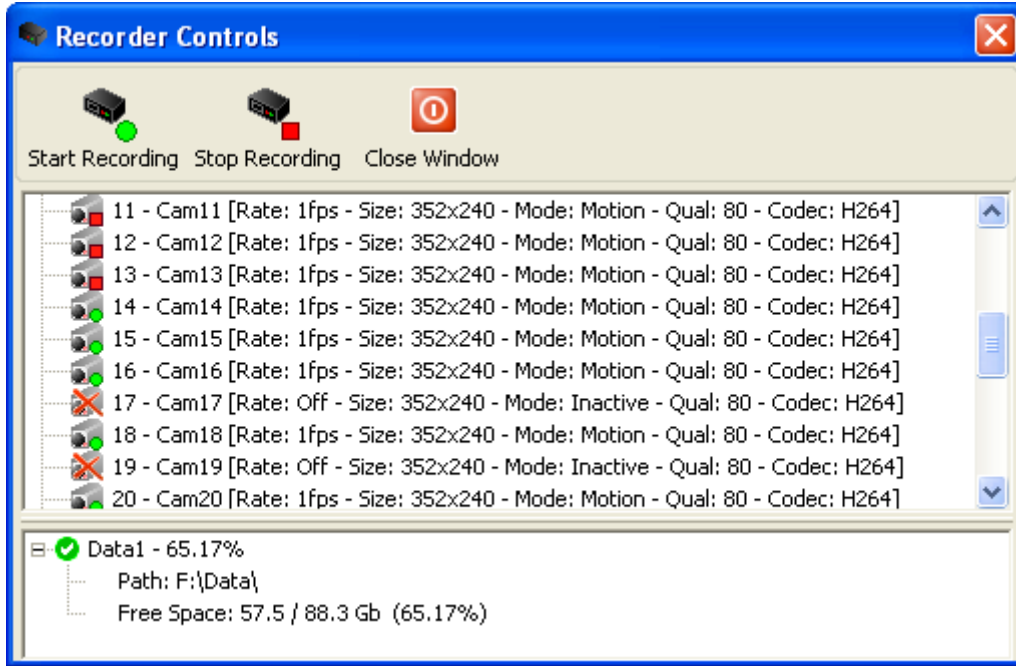 Recorder Controls
Start Recording Stop Recording Close Window
11 - Cam11 [Rate: 1fps - Size: 352x240 - Mode: Motion - Qual: 80 - Codec: H264]
12 - Cam12 [Rate: 1fps - Size: 352x240 - Mode: Motion - Qual: 80 - Codec: H264]
13 - Cam13 [Rate: 1fps - Size: 352x240 - Mode: Motion - Qual: 80 - Codec: H264]
14 - Cam14 [Rate: 1fps - Size: 352x240 - Mode: Motion - Qual: 80 - Codec: H264]
15 - Cam15 [Rate: 1fps - Size: 352x240 - Mode: Motion - Qual: 80 - Codec: H264]
16 - Cam16 [Rate: 1fps - Size: 352x240 - Mode: Motion - Qual: 80 - Codec: H264]
17 - Cam17 [Rate: Off - Size: 352x240 - Mode: Inactive - Qual: 80 - Codec: H264]
18 - Cam18 [Rate: 1fps - Size: 352x240 - Mode: Motion - Qual: 80 - Codec: H264]
19 - Cam19 [Rate: Off - Size: 352x240 - Mode: Inactive - Qual: 80 - Codec: H264]
20 - Cam20 [Rate: 1fps - Size: 352x240 - Mode: Motion - Qual: 80 - Codec: H264]
Data1 - 65.17%
Path: F:\Data\
Free Space: 57.5 / 88.3 Gb (65.17%)